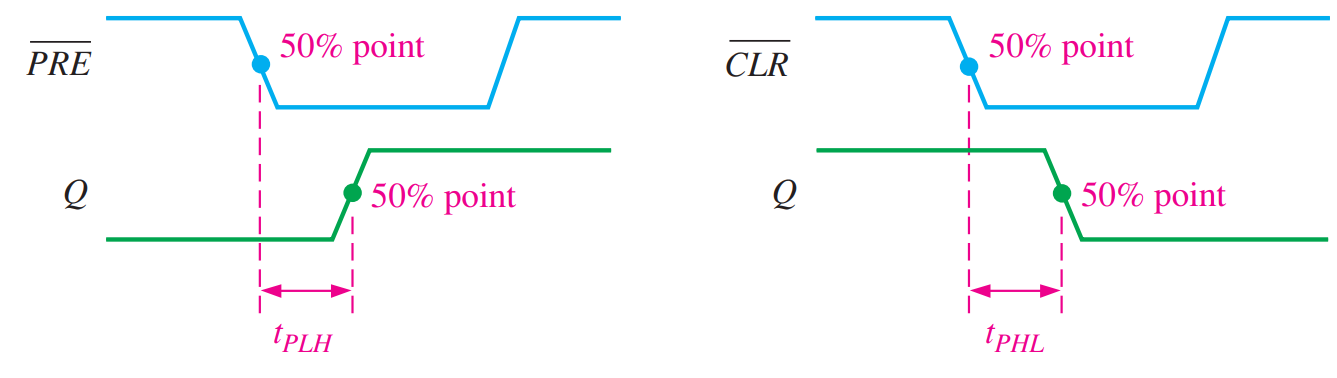 PRE
50% point
Q
50% point
tPLH
CLR
50% point
Q
50% point
tPHL